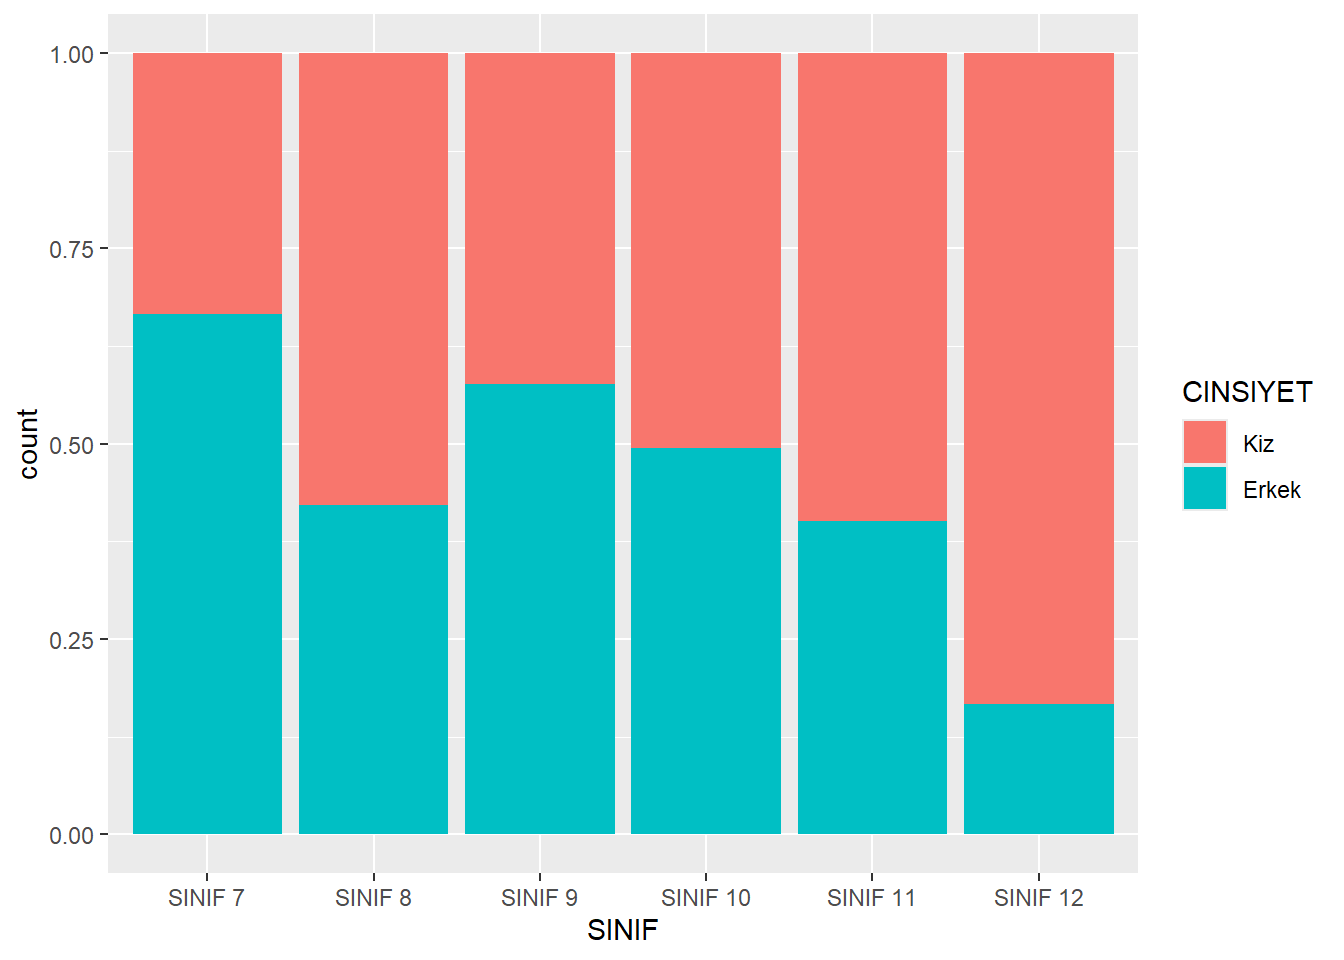 1.00
0.75
0.50
0.25
0.00
count
SINIF 7
SINIF 8
SINIF 9
SINIF 10
SINIF 11
SINIF 12
SINIF
CINSIYET
Kiz
Erkek